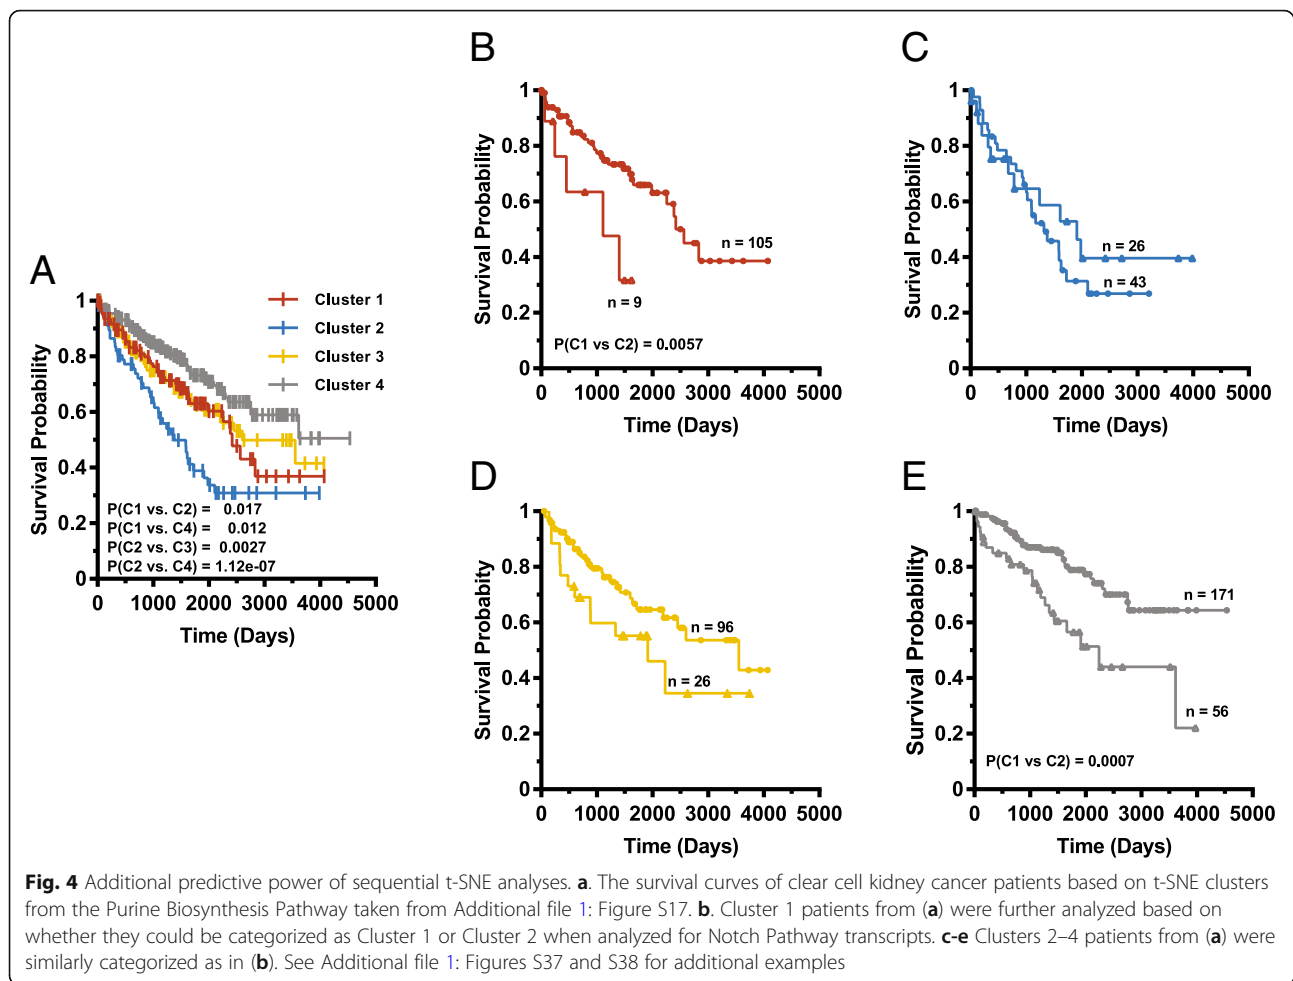 A
Survival Probability
1
0.8
0.6
0.4
0.2
0
0 1000 2000 3000 4000 5000
Time (Days)
Cluster 1
Cluster 2
Cluster 3
Cluster 4
P(C1 vs. C2) = 0.017
P(C1 vs. C4) = 0.012
P(C2 vs. C3) = 0.0027
P(C2 vs. C4) = 1.12e-07
B
Survival Probability
1
0.8
0.6
0.4
0.2
0
n = 105
n = 9
P(C1 vs C2) = 0.0057
0 1000 2000 3000 4000 5000
Time (Days)
C
Survival Probability
1
0.8
0.6
0.4
0.2
0
n = 26
n = 43
0 1000 2000 3000 4000 5000
Time (Days)
D
Survival Probabity
1
0.8
0.6
0.4
0.2
0
n = 96
n = 26
0 1000 2000 3000 4000 5000
Time (Days)
E
Survival Probability
1
0.8
0.6
0.4
0.2
0
n = 171
n = 56
P(C1 vs C2) = 0.0007
0 1000 2000 3000 4000 5000
Time (Days)
Fig. 4 Additional predictive power of sequential t-SNE analyses. a. The survival curves of clear cell kidney cancer patients based on t-SNE clusters
from the Purine Biosynthesis Pathway taken from Additional file 1: Figure S17. b. Cluster 1 patients from (a) were further analyzed based on
whether they could be categorized as Cluster 1 or Cluster 2 when analyzed for Notch Pathway transcripts. c-e Clusters 2–4 patients from (a) were
similarly categorized as in (b). See Additional file 1: Figures S37 and S38 for additional examples